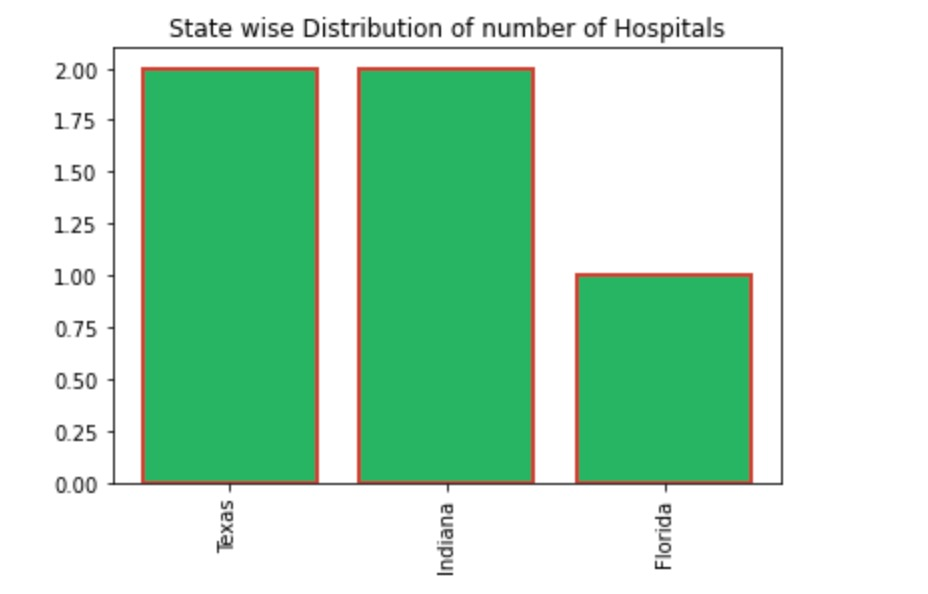 State wise Distribution of number of Hospitals
2.00
1.75
1.50
1.25
1.00
0.75
0.50
0.25
0.00
Texas
Indiana
Florida